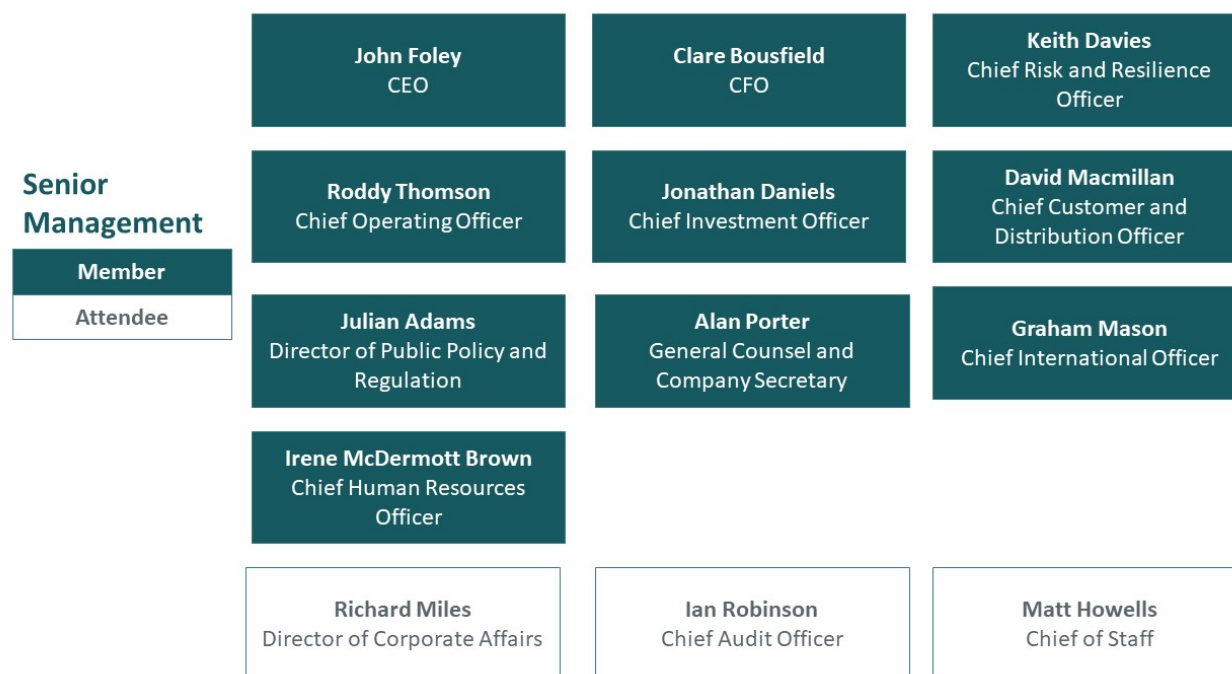 John Foley
CEO
Clare Bousfield
CFO
Keith Davies
Chief Risk and Resilience
Officer
Senior
Management
Member
Attendee
Roddy Thomson
Chief Operating Officer
Jonathan Daniels
Chief Investment Officer
David Macmillan
Chief Customer and
Distribution Officer
Julian Adams
Director of Public Policy and
Regulation
Alan Porter
General Counsel and
Company Secretary
Graham Mason
Chief International Officer
Irene McDermott Brown
Chief Human Resources
Officer
Richard Miles
Director of Corporate Affairs
Ian Robinson
Chief Audit Officer
Matt Howells
Chief of Staff